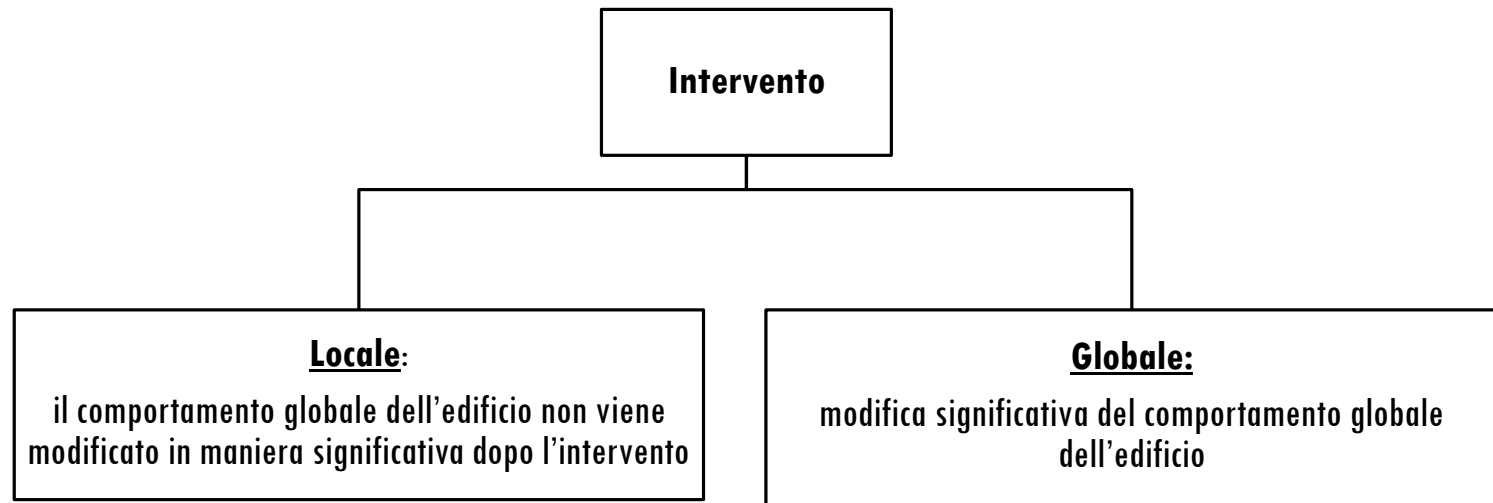 Intervento
Locale:
il comportamento globale dell’edificio non viene
modificato in maniera significativa dopo l’intervento
Globale:
modifica significativa del comportamento globale
dell’edificio